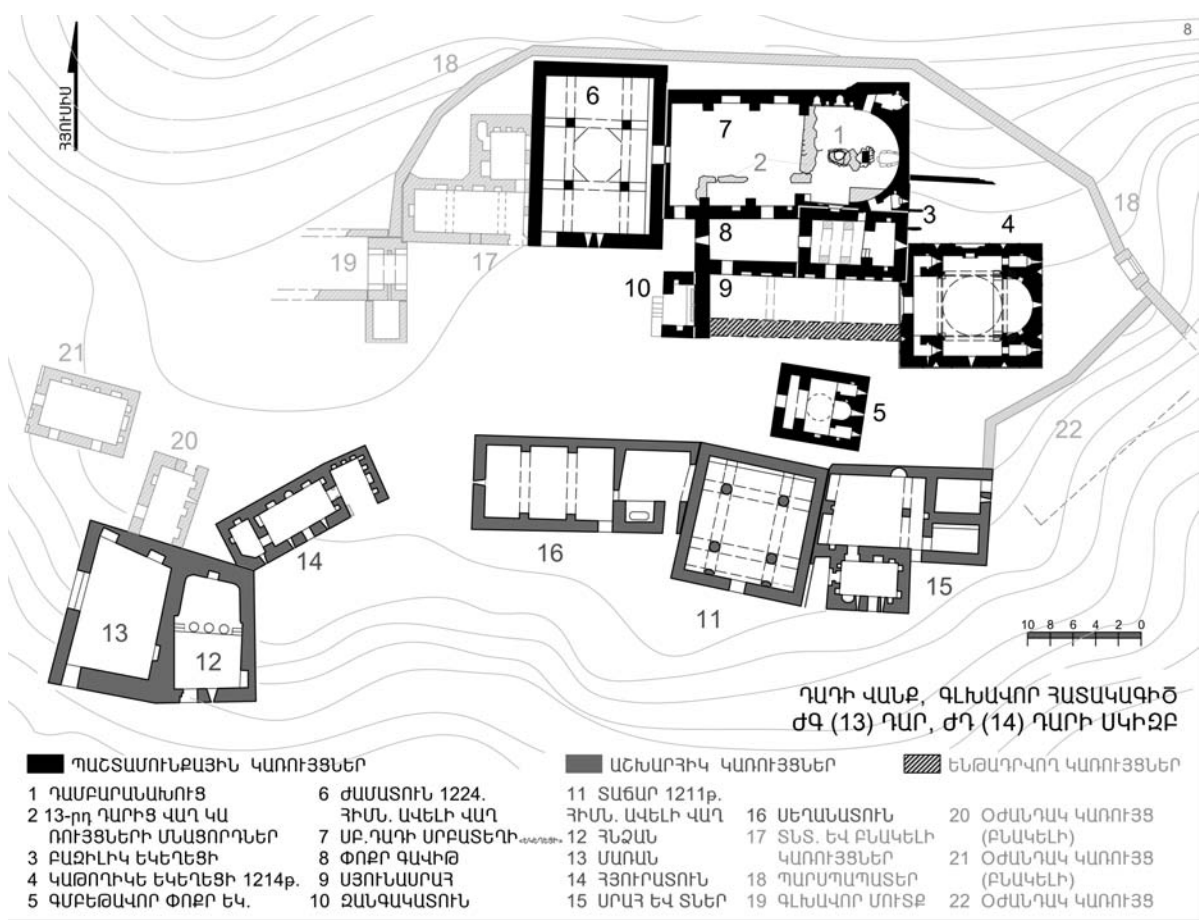 8
ՀՅՈՒՍԻՍ
18
6
7
1
2
3
4
18
8
9
10
17
19
5
21
20
22
14
16
11
15
13
12
10 8 6 4 2 0
ԴԱԴԻ ՎԱՆՔ, ԳԼԽԱՎՈՐ ՀԱՏԱԿԱԳԻԾ
ԺԳ (13) ԴԱՐ, ԺԴ (14) ԴԱՐԻ ՍԿԻԶԲ
ՊԱՇՏԱՄՈՒՆՔԱՅԻՆ ԿԱՌՈՒՅՑՆԵՐ
1 ԴԱՄԲԱՐԱՆԱԽՈՒՑ
2 13-րդ ԴԱՐԻՑ ՎԱՂ ԿԱ
ՌՈՒՅՑՆԵՐԻ ՄՆԱՑՈՐԴՆԵՐ
3 ԲԱԶԻԼԻԿ ԵԿԵՂԵՑԻ
4 ԿԱԹՈՂԻԿԵ ԵԿԵՂԵՑԻ 1214թ.
5 ԳՄԲԵԹԱՎՈՐ ՓՈՔՐ ԵԿ.
6 ԺԱՄԱՏՈՒՆ 1224.
ՀԻՄՆ. ԱՎԵԼԻ ՎԱՂ
7 ՍԲ.ԴԱԴԻ ՍՐԲԱՏԵՂԻ «ԵԿԵՂԵՑԻ»
8 ՓՈՔՐ ԳԱՎԻԹ
9 ՍՅՈՒՆԱՍՐԱՀ
10 ԶԱՆԳԱԿԱՏՈՒՆ
ԱՇԽԱՐՀԻԿ ԿԱՌՈՒՅՑՆԵՐ
11 ՏԱՃԱՐ 1211թ.
ՀԻՄՆ. ԱՎԵԼԻ ՎԱՂ
12 ՀՆՁԱՆ
13 ՄԱՌԱՆ
14 ՀՅՈՒՐԱՏՈՒՆ
15 ՍՐԱՀ ԵՎ ՏՆԵՐ
16 ՍԵՂԱՆԱՏՈՒՆ
17 ՏՆՏ. ԵՎ ԲՆԱԿԵԼԻ
ԿԱՌՈՒՅՑՆԵՐ
18 ՊԱՐՍՊԱՊԱՏԵՐ
19 ԳԼԽԱՎՈՐ ՄՈՒՏՔ
ԵՆԹԱԴՐՎՈՂ ԿԱՌՈՒՅՑՆԵՐ
20 ՕԺԱՆԴԱԿ ԿԱՌՈՒՅՑ
(ԲՆԱԿԵԼԻ)
21 ՕԺԱՆԴԱԿ ԿԱՌՈՒՅՑ
(ԲՆԱԿԵԼԻ)
22 ՕԺԱՆԴԱԿ ԿԱՌՈՒՅՑ